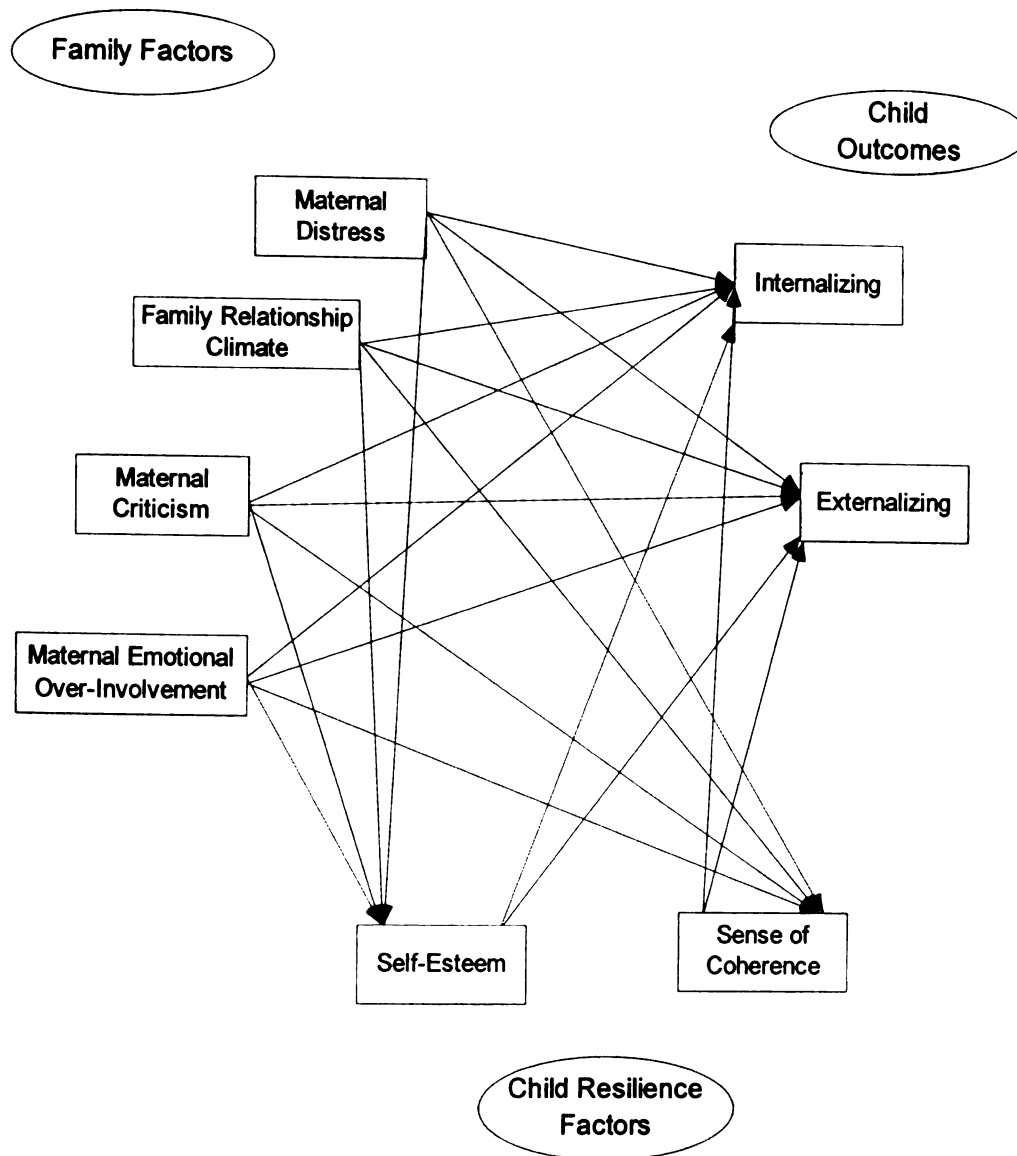 Family Factors
Child
Outcomes
Maternal
Distress
Internalizing
Family Relationship
Climate
Maternal
Criticism
Externalizing
Maternal Emotional
Over-Involvement
Self-Esteem
Sense of
Coherence
Child Resilience
Factors